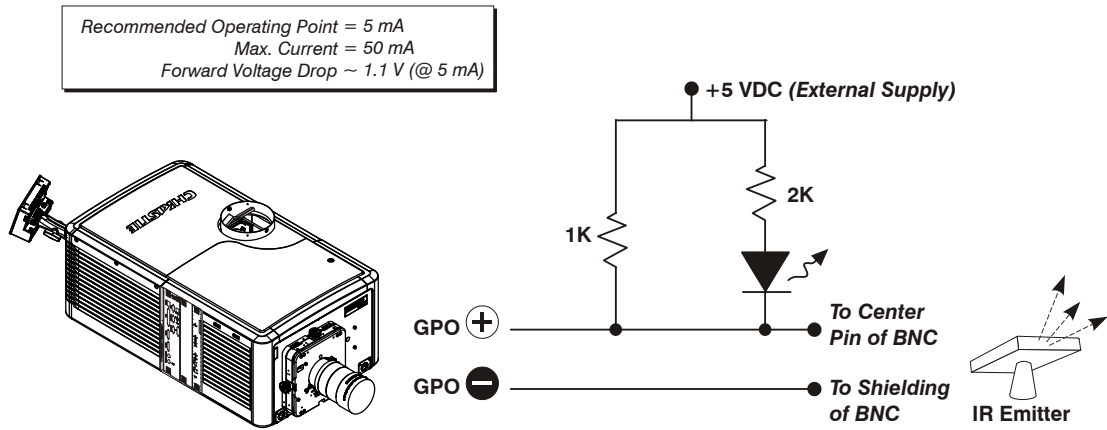 Recommended Operating Point = 5 mA
Max. Current = 50 mA
Forward Voltage Drop ~ 1.1 V (@ 5 mA)
+5 VDC (External Supply)
2K
1K
CHRISTIE
GPO +
To Center
Pin of BNC
GPO −
To Shielding
of BNC
IR Emitter